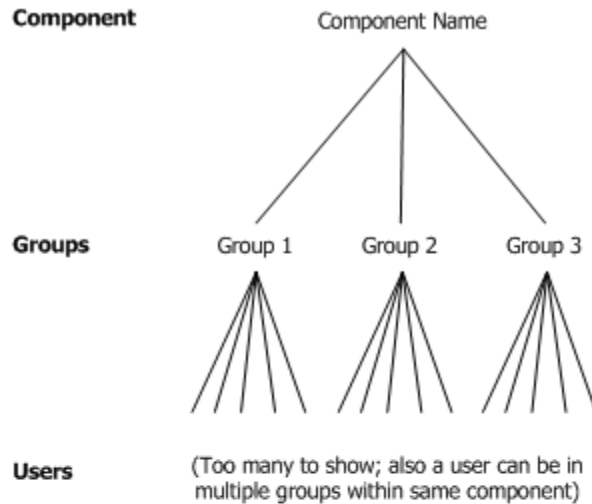 Component
Component Name
Groups
Group 1
Group 2
Group 3
Users
(Too many to show; also a user can be in
multiple groups within same component)